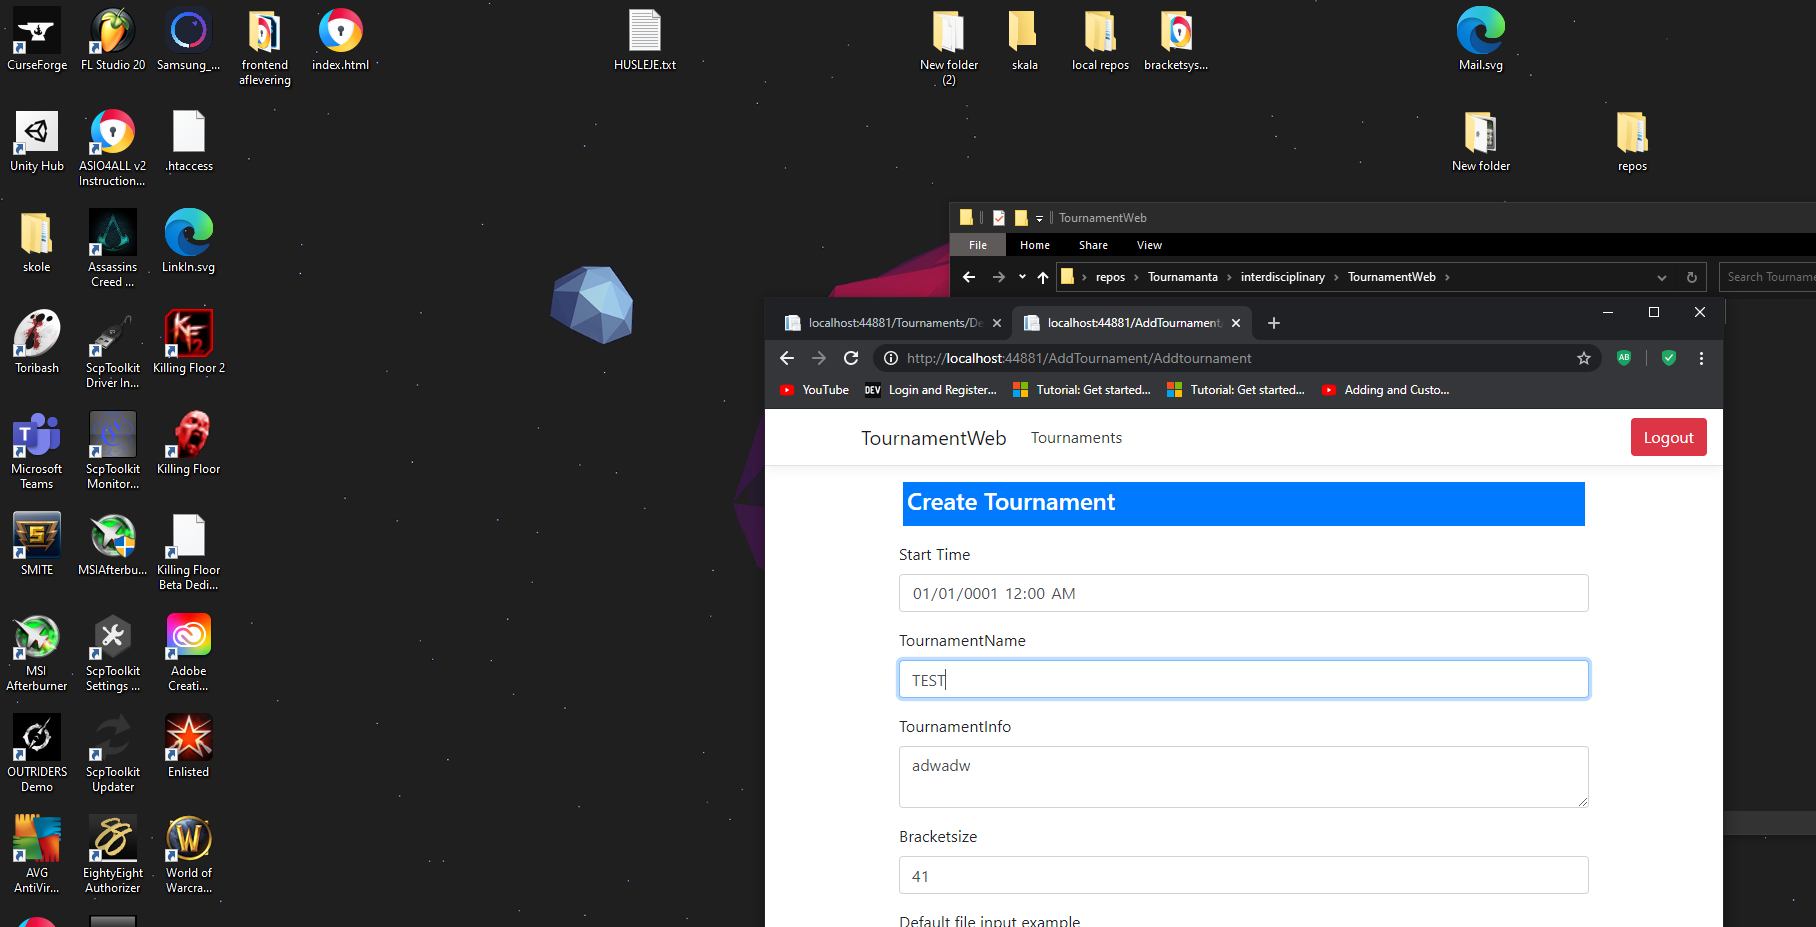 CurseForge
FL Studio 20
Samsung_...
frontend
aflevering
index.html
HUSLEJE.txt
New folder
(2)
skala
local repos
bracketsys...
Mail.svg
Unity Hub
ASIO4ALL v2
Instruction...
.htaccess
New folder
repos
skole
Assassins
Creed ...
LinkIn.svg
TournamentWeb
File
Home
Share
View
repos
Tournamanta
interdisciplinary
TournamentWeb
Search Tourname
Toribash
ScpToolkit
Driver In...
Killing Floor 2
localhost:44881/Tournaments/De
localhost:44881/AddTournament
http://localhost:44881/AddTournament/Addtournament
AB
YouTube
DEV
Login and Register...
Tutorial: Get started...
Tutorial: Get started...
Adding and Custo...
Microsoft
Teams
ScpToolkit
Monitor...
Killing Floor
TournamentWeb
Tournaments
Logout
Create Tournament
Start Time
01/01/0001 12:00 AM
TournamentName
TEST
TournamentInfo
adwadw
Bracketsize
41
Default file input example
SMITE
MSIAfterbu...
Killing Floor
Beta Dedi...
MSI
Afterburner
ScpToolkit
Settings ...
Adobe
Creati...
OUTRIDERS
Demo
ScpToolkit
Updater
Enlisted
AVG
AntiVir...
EightyEight
Authorizer
World of
Warcra...